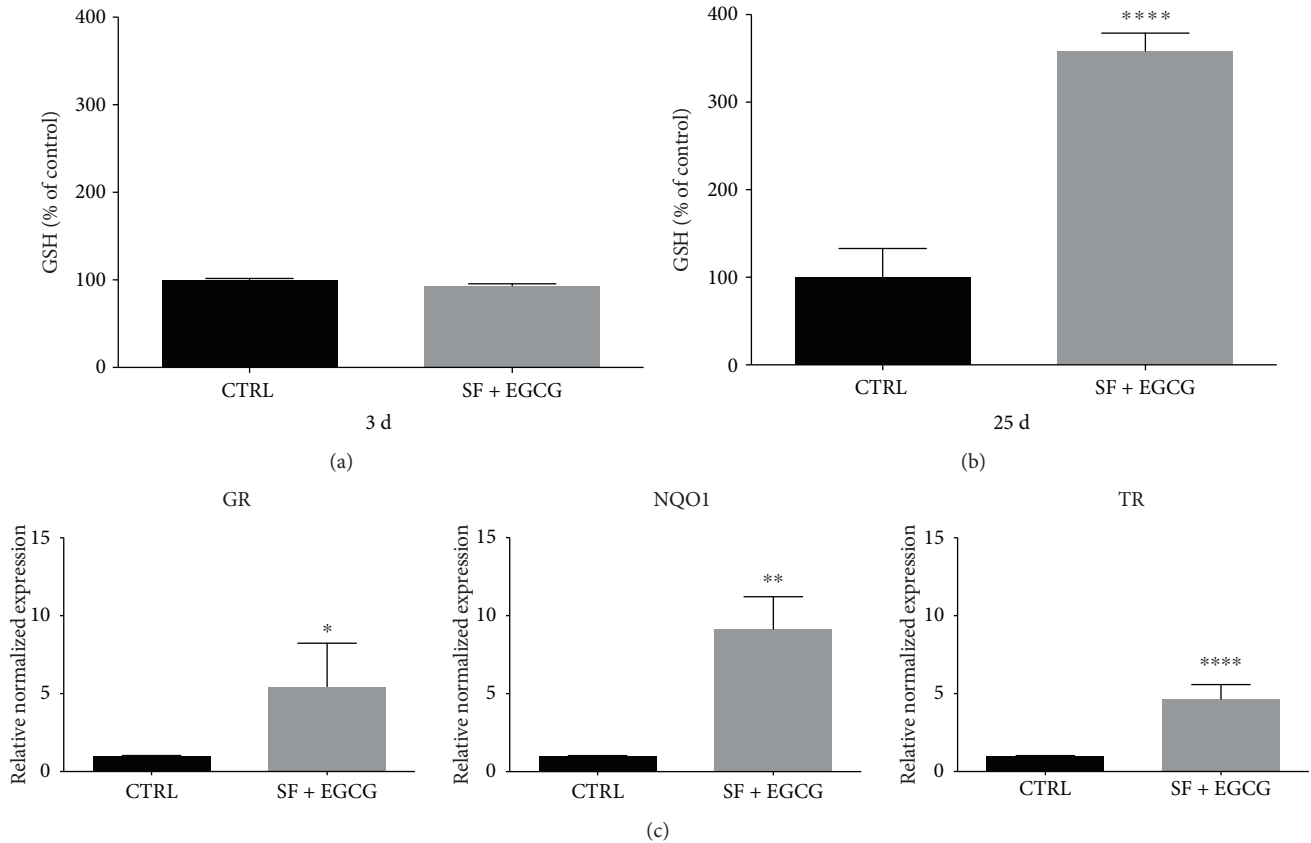 400
300
200
100
0
GSH (% of control)
CTRL
SF + EGCG
3 d
(a)
400
300
200
100
0
GSH (% of control)
****
CTRL
SF + EGCG
25 d
(b)
GR
15
10
5
0
Relative normalized expression
*
CTRL
SF + EGCG
NQO1
15
10
5
0
Relative normalized expression
**
CTRL
SF + EGCG
TR
15
10
5
0
Relative normalized expression
****
CTRL
SF + EGCG
(c)